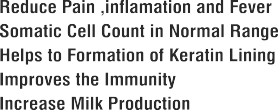 Reduce Pain ,inflamation and Fever
Somatic Cell Count in Normal Range
Helps to Formation of Keratin Lining
Improves the Immunity
Increase Milk Production